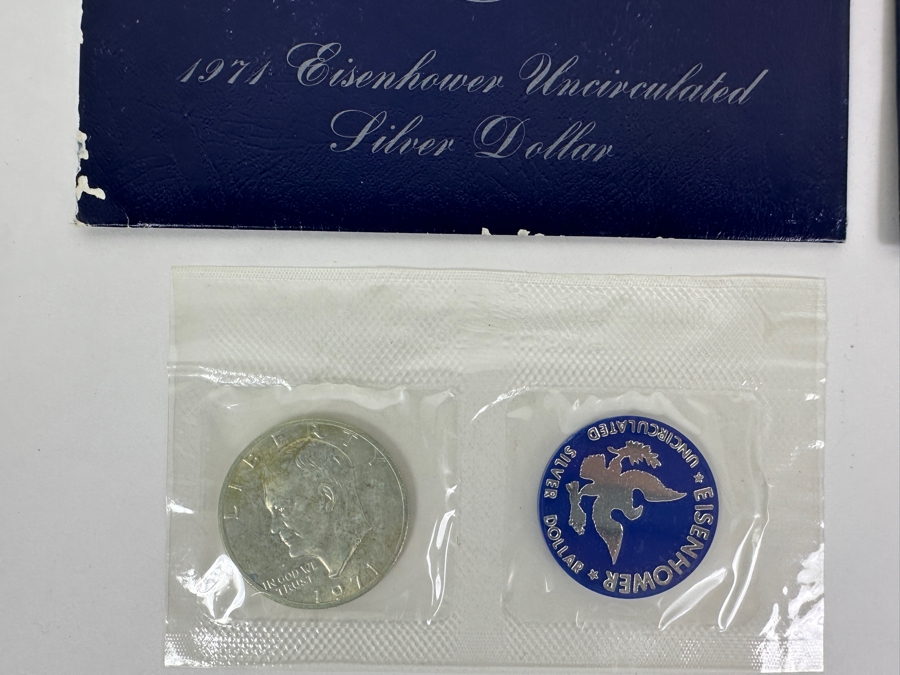 1971 Eisenhower Uncirculated
Silver Dollar
LIBERTY
IN GOD WE
TRUST
1971
EISENHOWER
★ UNCIRCULATED SILVER DOLLAR ★